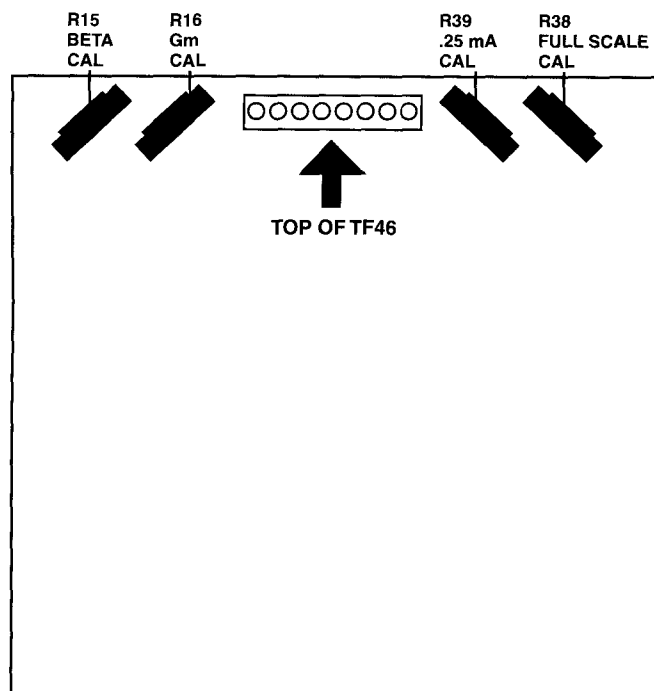 R15
BETA
CAL
R16
Gm
CAL
R39
.25 mA
CAL
R38
FULL SCALE
CAL
TOP OF TF46